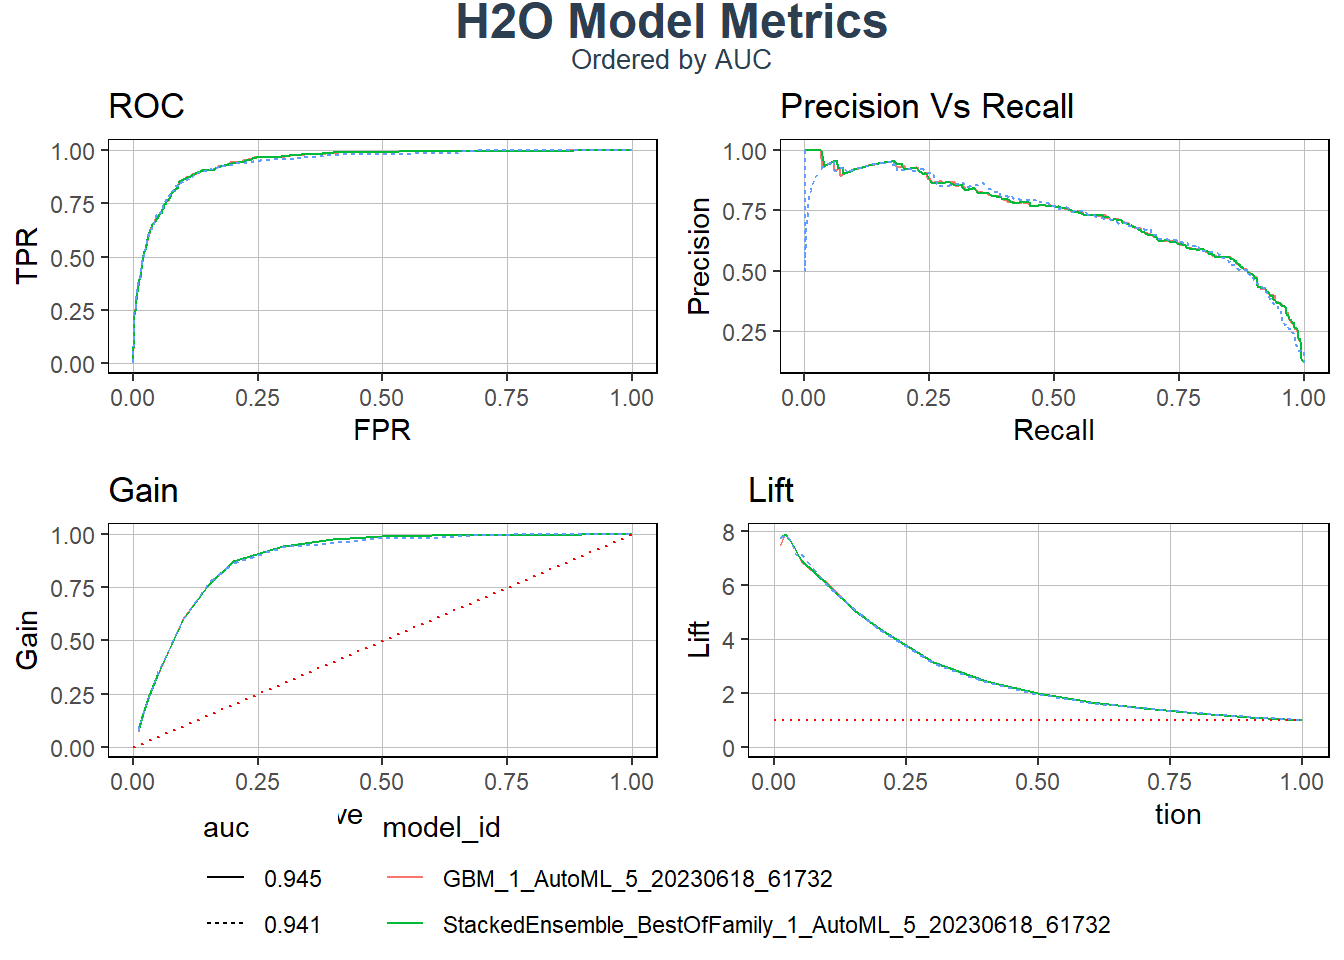 H2O Model Metrics
Ordered by AUC
ROC
1.00
0.75
0.50
0.25
0.00
TPR
0.00 0.25 0.50 0.75 1.00
FPR
Precision Vs Recall
1.00
0.75
0.50
0.25
Precision
0.00 0.25 0.50 0.75 1.00
Recall
Gain
1.00
0.75
0.50
0.25
0.00
Gain
0.00 0.25 0.50 0.75 1.00
ve
Lift
8
6
4
2
0
Lift
0.00 0.25 0.50 0.75 1.00
tion
auc
0.945
0.941
model_id
GBM_1_AutoML_5_20230618_61732
StackedEnsemble_BestOfFamily_1_AutoML_5_20230618_61732